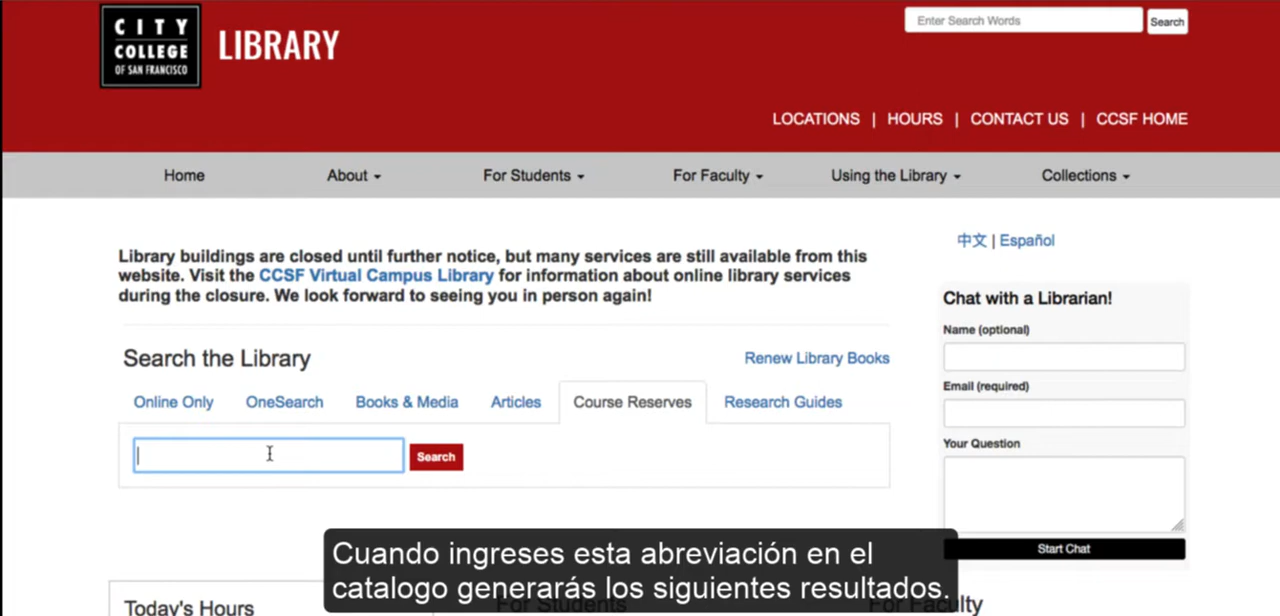 CITY
COLLEGE
OF SAN FRANCISCO
LIBRARY
Enter Search Words
Search
LOCATIONS | HOURS | CONTACT US | CCSF HOME
Home About For Students For Faculty Using the Library Collections
中文 | Español
Library buildings are closed until further notice, but many services are still available from this
website. Visit the CCSF Virtual Campus Library for information about online library services
during the closure. We look forward to seeing you in person again!
Search the Library
Renew Library Books
Online Only OneSearch Books & Media Articles Course Reserves Research Guides
Search
Chat with a Librarian!
Name (optional)
Email (required)
Your Question
Start Chat
Cuando ingreses esta abreviación en el
catalogo generarás los siguientes resultados.
Today's Hours
For Students
For Faculty